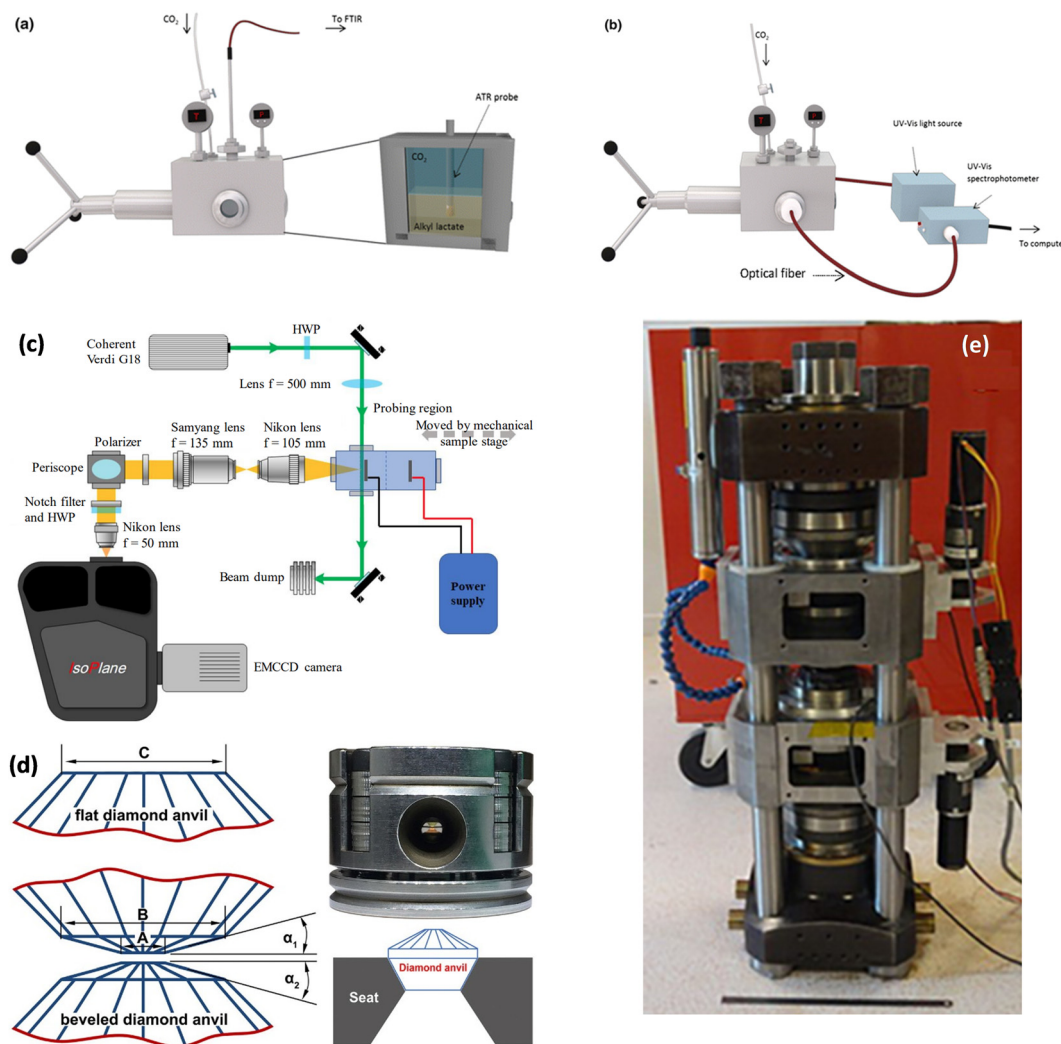 (a)
CO2
To FTIR
T
P
ATR probe
CO2
Alkyl lactate
(b)
CO2
T
P
UV-Vis light source
UV-Vis
spectrophotometer
To compute
Optical fiber
(c)
Coherent
Verdi G18
HWP
Lens f = 500 mm
Probing region
Moved by mechanical
sample stage
Samyang lens
f = 135 mm
Nikon lens
f = 105 mm
Polarizer
Periscope
Notch filter
and HWP
Nikon lens
f = 50 mm
Beam dump
Power
supply
IsoPlane
EMCCD camera
(d)
C
flat diamond anvil
B
A
α1
α2
beveled diamond anvil
Diamond anvil
Seat
(e)